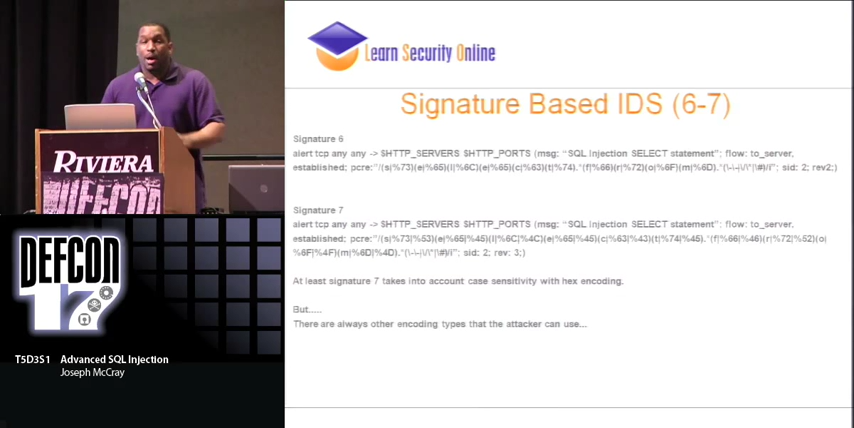 Learn Security Online
Signature Based IDS (6-7)
Signature 6
alert tcp any any -> $HTTP_SERVERS $HTTP_PORTS (msg: “SQL Injection SELECT statement”; flow: to_server,
established; pcre:”/(s|%73)(e|%65)(l|%6C)(e|%65)(c|%63)(t|%74).*(f|%66)(r|%72)(o|%6F)(m|%6D).*(\-\-|\/\*|\#)/i”; sid: 2; rev2;)
Signature 7
alert tcp any any -> $HTTP_SERVERS $HTTP_PORTS (msg: “SQL Injection SELECT statement”; flow: to_server,
established; pcre:”/(s|%73|%53)(e|%65|%45)(l|%6C|%4C)(e|%65|%45)(c|%63|%43)(t|%74|%45).*(f|%66|%46)(r|%72|%52)(o|
%6F|%4F)(m|%6D|%4D).*(\-\-|\/\*|\#)/i”; sid: 2; rev: 3;)
At least signature 7 takes into account case sensitivity with hex encoding.
But.....
There are always other encoding types that the attacker can use...
RIVIERA
DEFCON
17
T5D3S1 Advanced SQL Injection
Joseph McCray